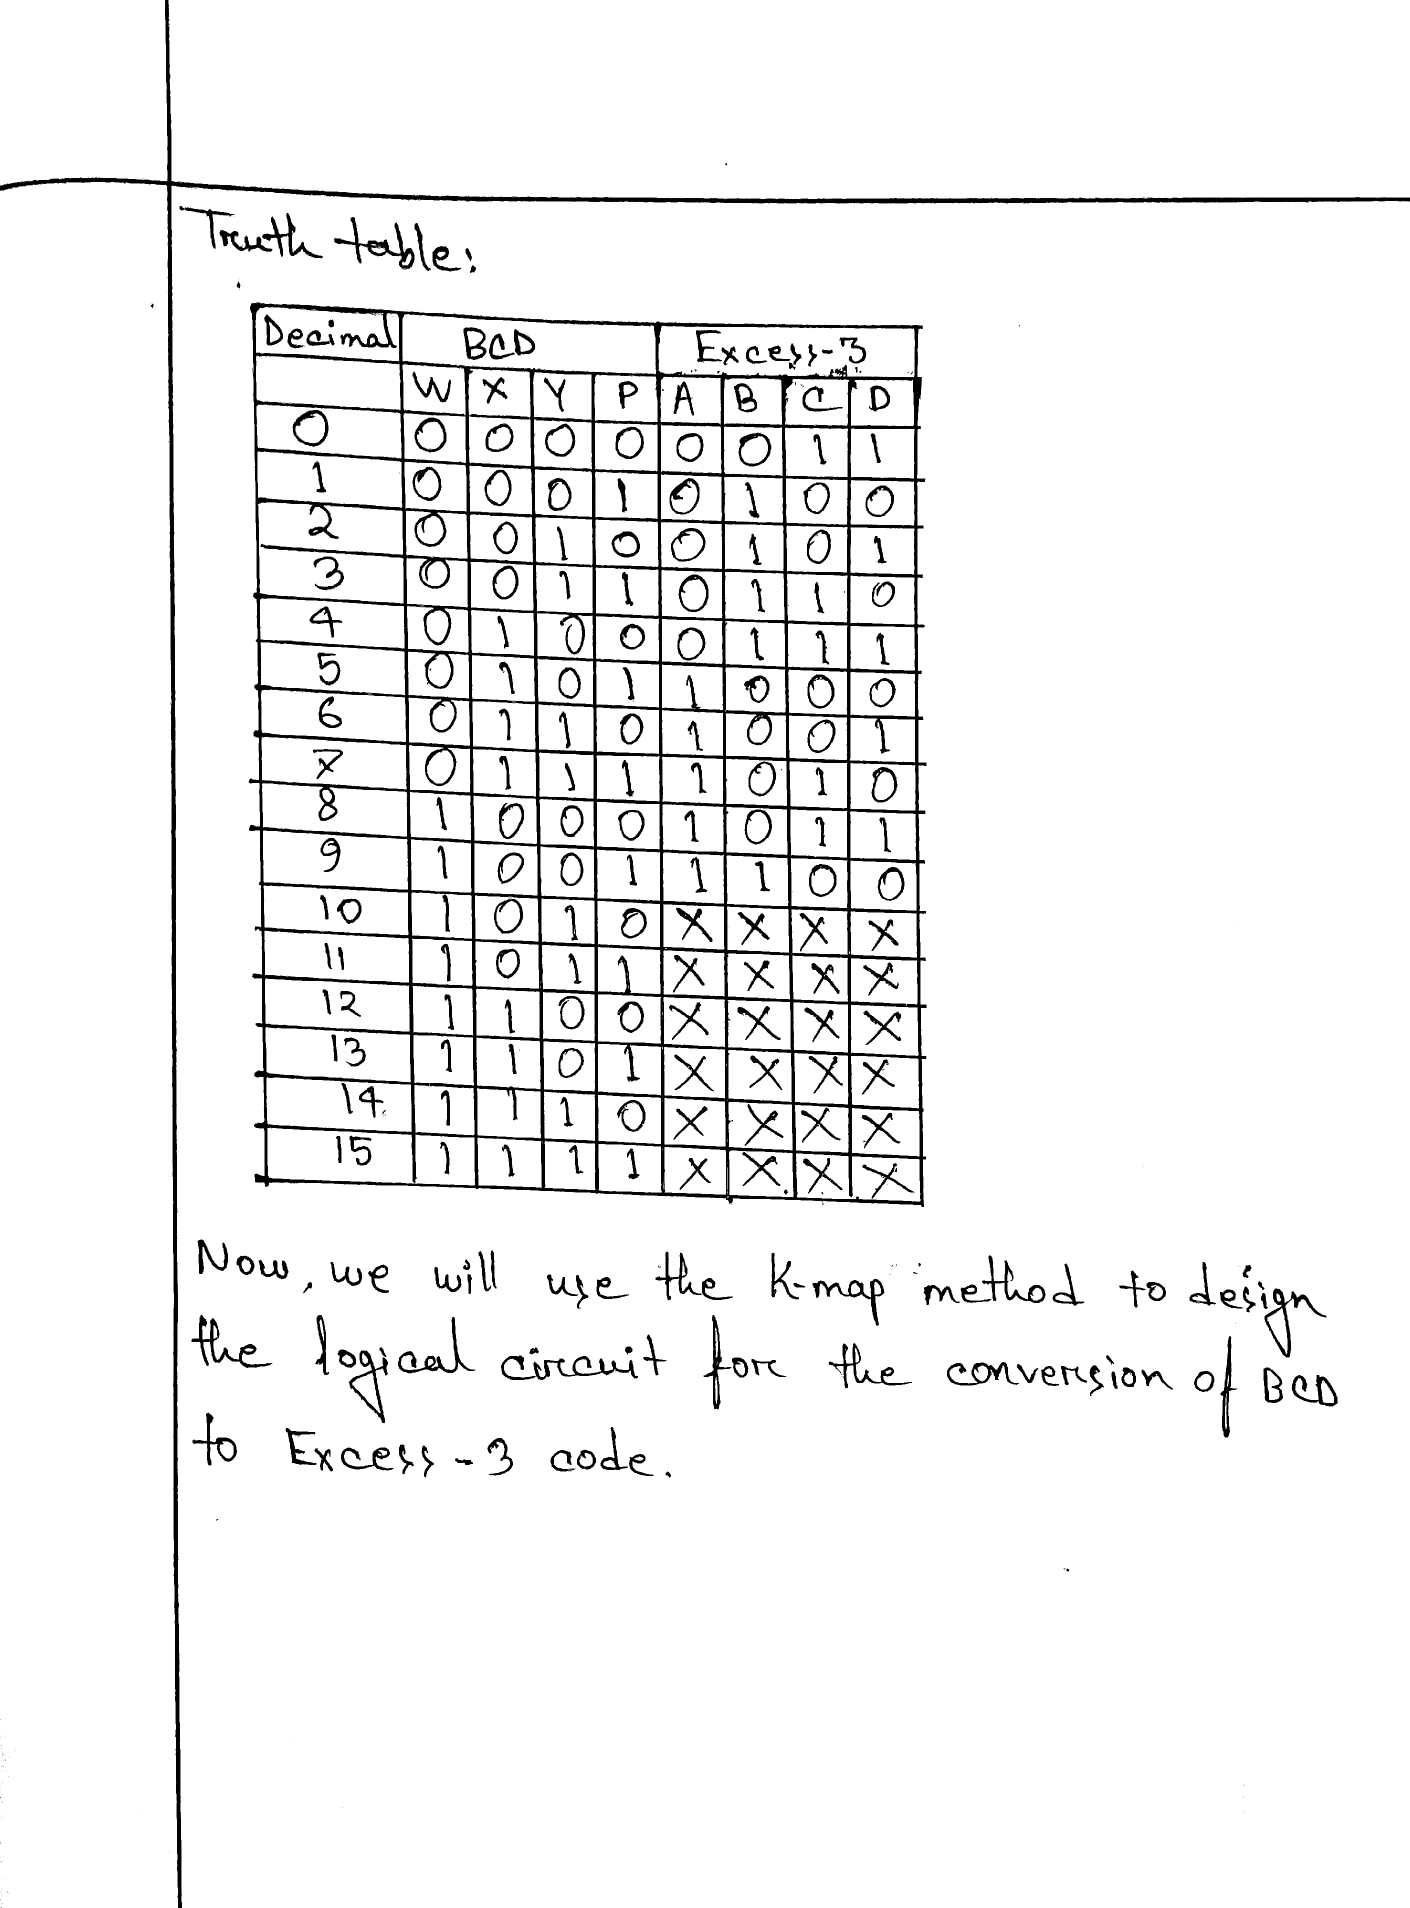 Truth table:
Decimal BCD Excess-3
W X Y P A B C D
0 0 0 0 0 0 0 1 1
1 0 0 0 1 0 1 0 0
2 0 0 1 0 0 1 0 1
3 0 0 1 1 0 1 1 0
4 0 1 0 0 0 1 1 1
5 0 1 0 1 1 0 0 0
6 0 1 1 0 1 0 0 1
7 0 1 1 1 1 0 1 0
8 1 0 0 0 1 0 1 1
9 1 0 0 1 1 1 0 0
10 1 0 1 0 X X X X
11 1 0 1 1 X X X X
12 1 1 0 0 X X X X
13 1 1 0 1 X X X X
14 1 1 1 0 X X X X
15 1 1 1 1 X X X X
Now, we will use the K-map method to design
the logical circuit for the conversion of BCD
to Excess-3 code.